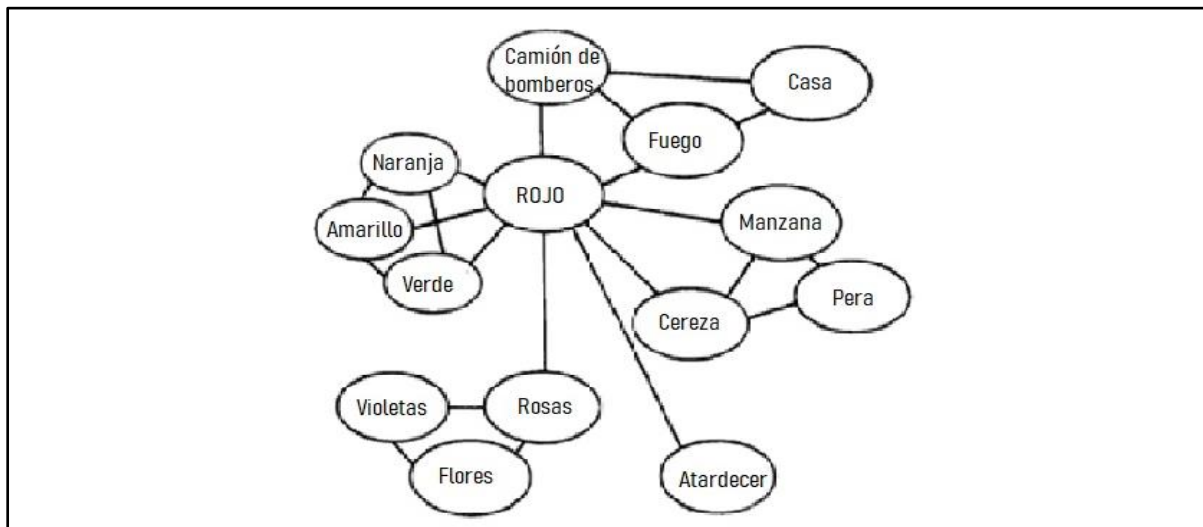 Camión de
bomberos
Casa
Fuego
Naranja
ROJO
Amarillo
Manzana
Verde
Pera
Cereza
Violetas
Rosas
Flores
Atardecer